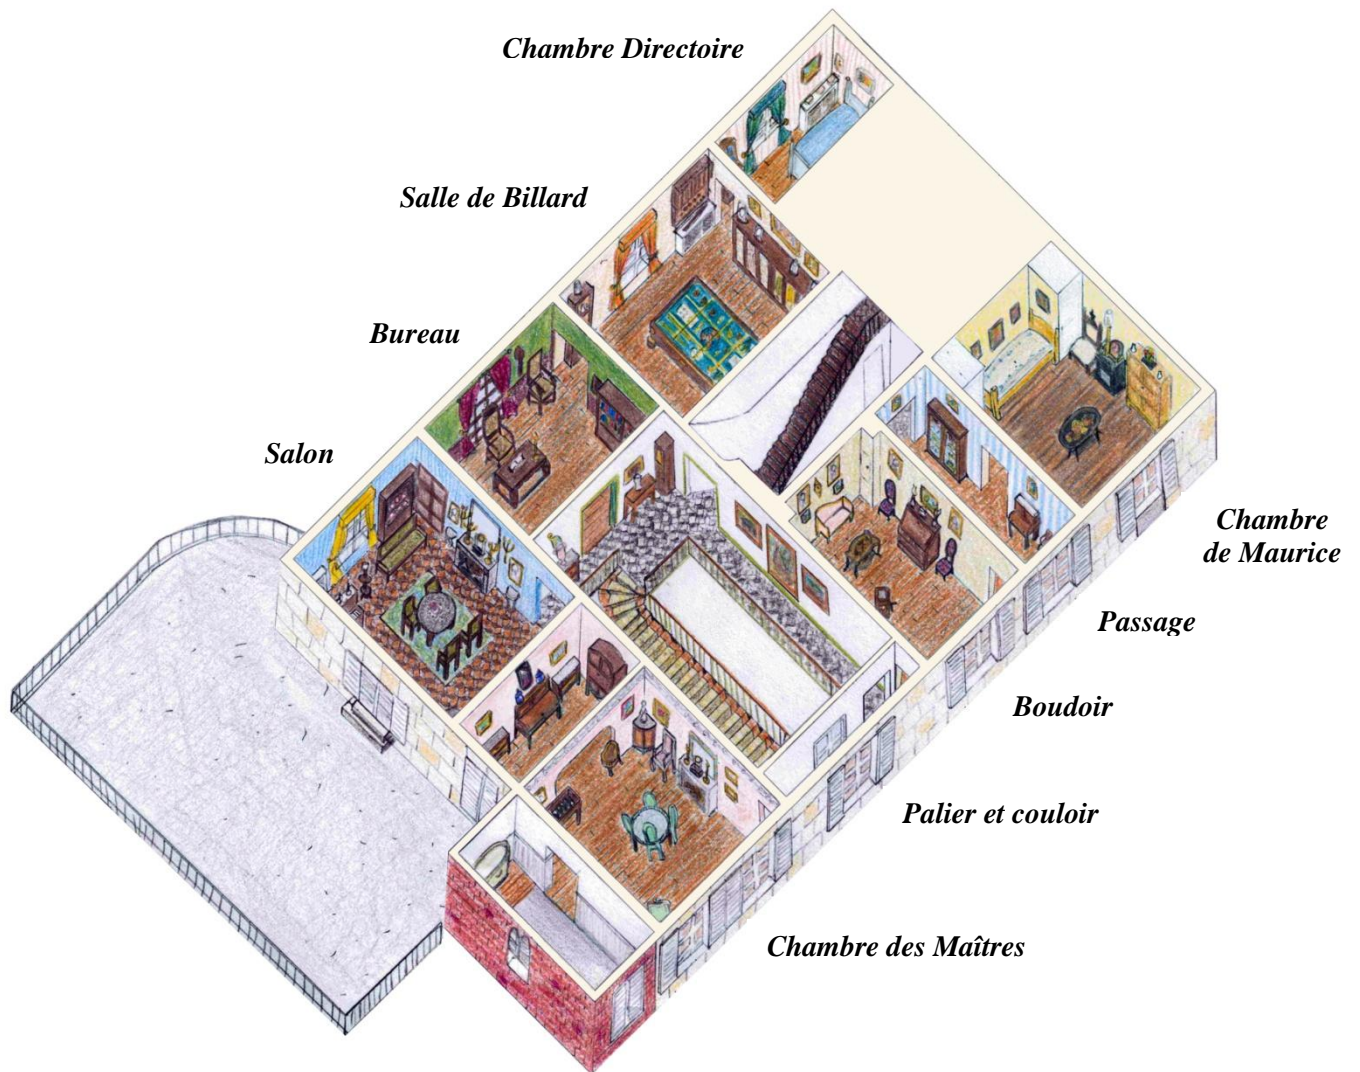 Chambre Directoire
Salle de Billard
Bureau
Salon
Chambre
de Maurice
Passage
Boudoir
Palier et couloir
Chambre des Maîtres